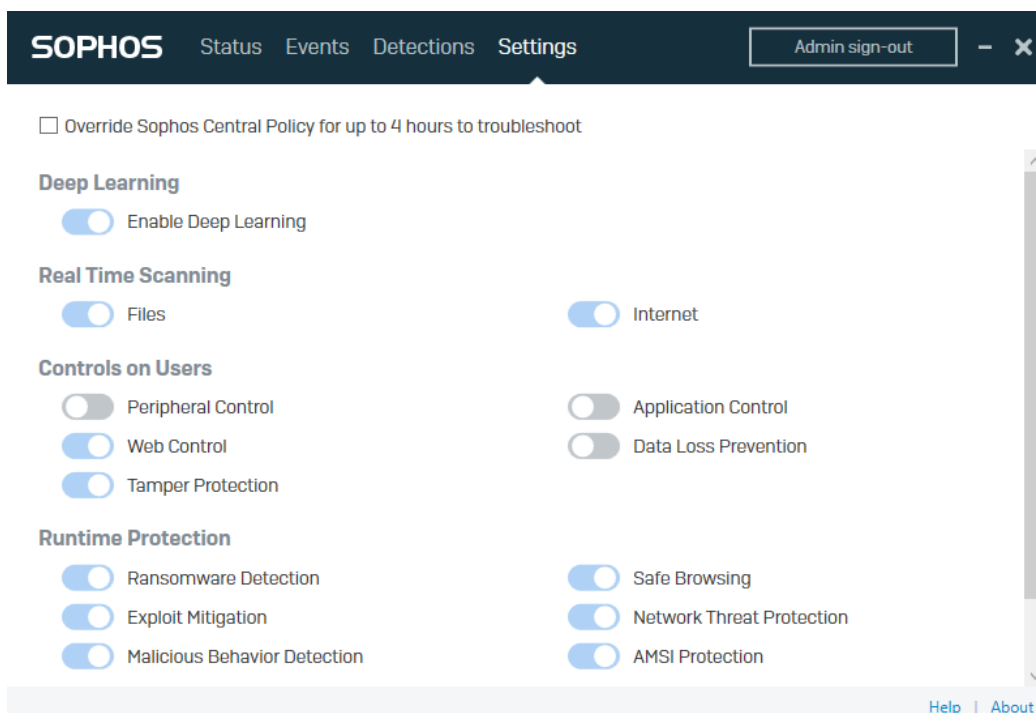 SOPHOS Status Events Detections Settings Admin sign-out
Override Sophos Central Policy for up to 4 hours to troubleshoot
Deep Learning
Enable Deep Learning
Real Time Scanning
Files Internet
Controls on Users
Peripheral Control Application Control
Web Control Data Loss Prevention
Tamper Protection
Runtime Protection
Ransomware Detection Safe Browsing
Exploit Mitigation Network Threat Protection
Malicious Behavior Detection AMSI Protection
Help | About